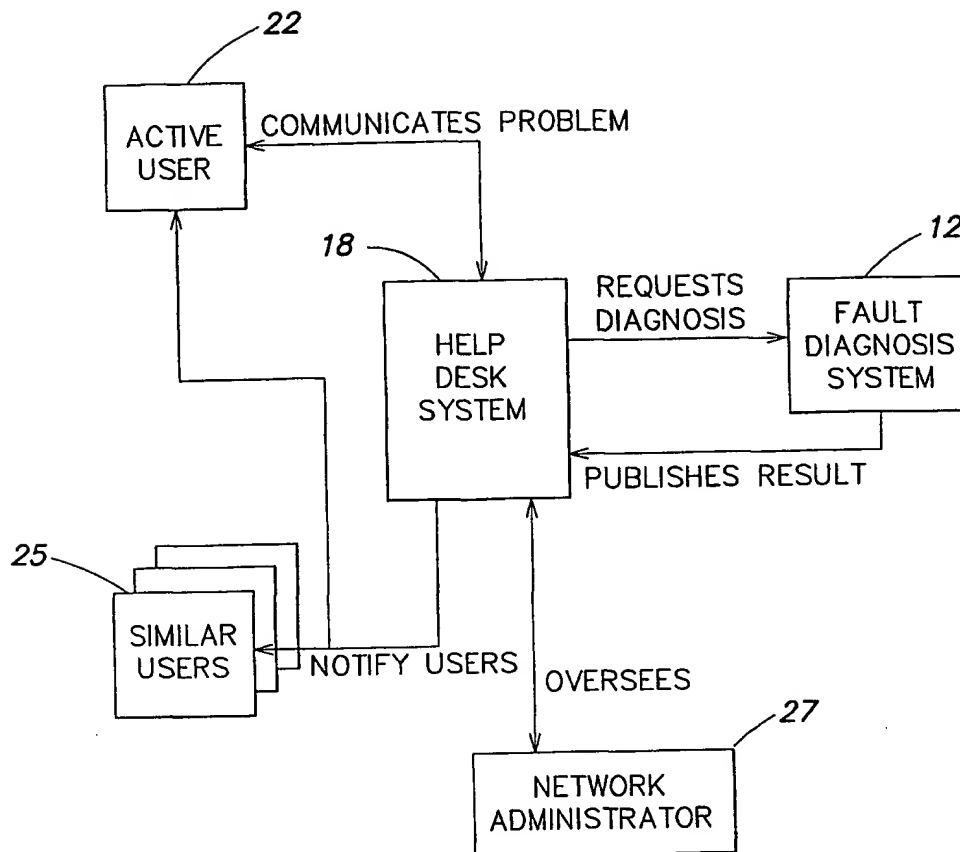 22
ACTIVE
USER
COMMUNICATES PROBLEM
18
HELP
DESK
SYSTEM
REQUESTS
DIAGNOSIS
12
FAULT
DIAGNOSIS
SYSTEM
PUBLISHES RESULT
25
SIMILAR
USERS
NOTIFY USERS
OVERSEES
27
NETWORK
ADMINISTRATOR